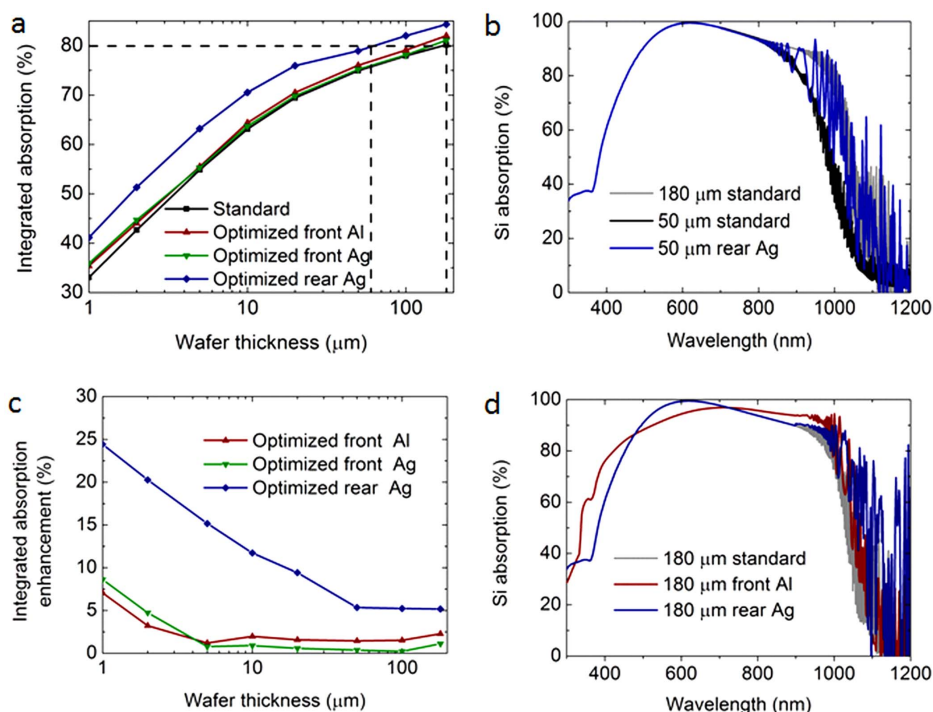 a
Integrated absorption (%)
90
80
70
60
50
40
30
1
10
100
Wafer thickness (μm)
Standard
Optimized front Al
Optimized front Ag
Optimized rear Ag
b
Si absorption (%)
100
80
60
40
20
0
400
600
800
1000
1200
Wavelength (nm)
180 μm standard
50 μm standard
50 μm rear Ag
c
Integrated absorption
enhancement (%)
30
25
20
15
10
5
0
1
10
100
Wafer thickness (μm)
Optimized front Al
Optimized front Ag
Optimized rear Ag
d
Si absorption (%)
100
80
60
40
20
0
400
600
800
1000
1200
Wavelength (nm)
180 μm standard
180 μm front Al
180 μm rear Ag